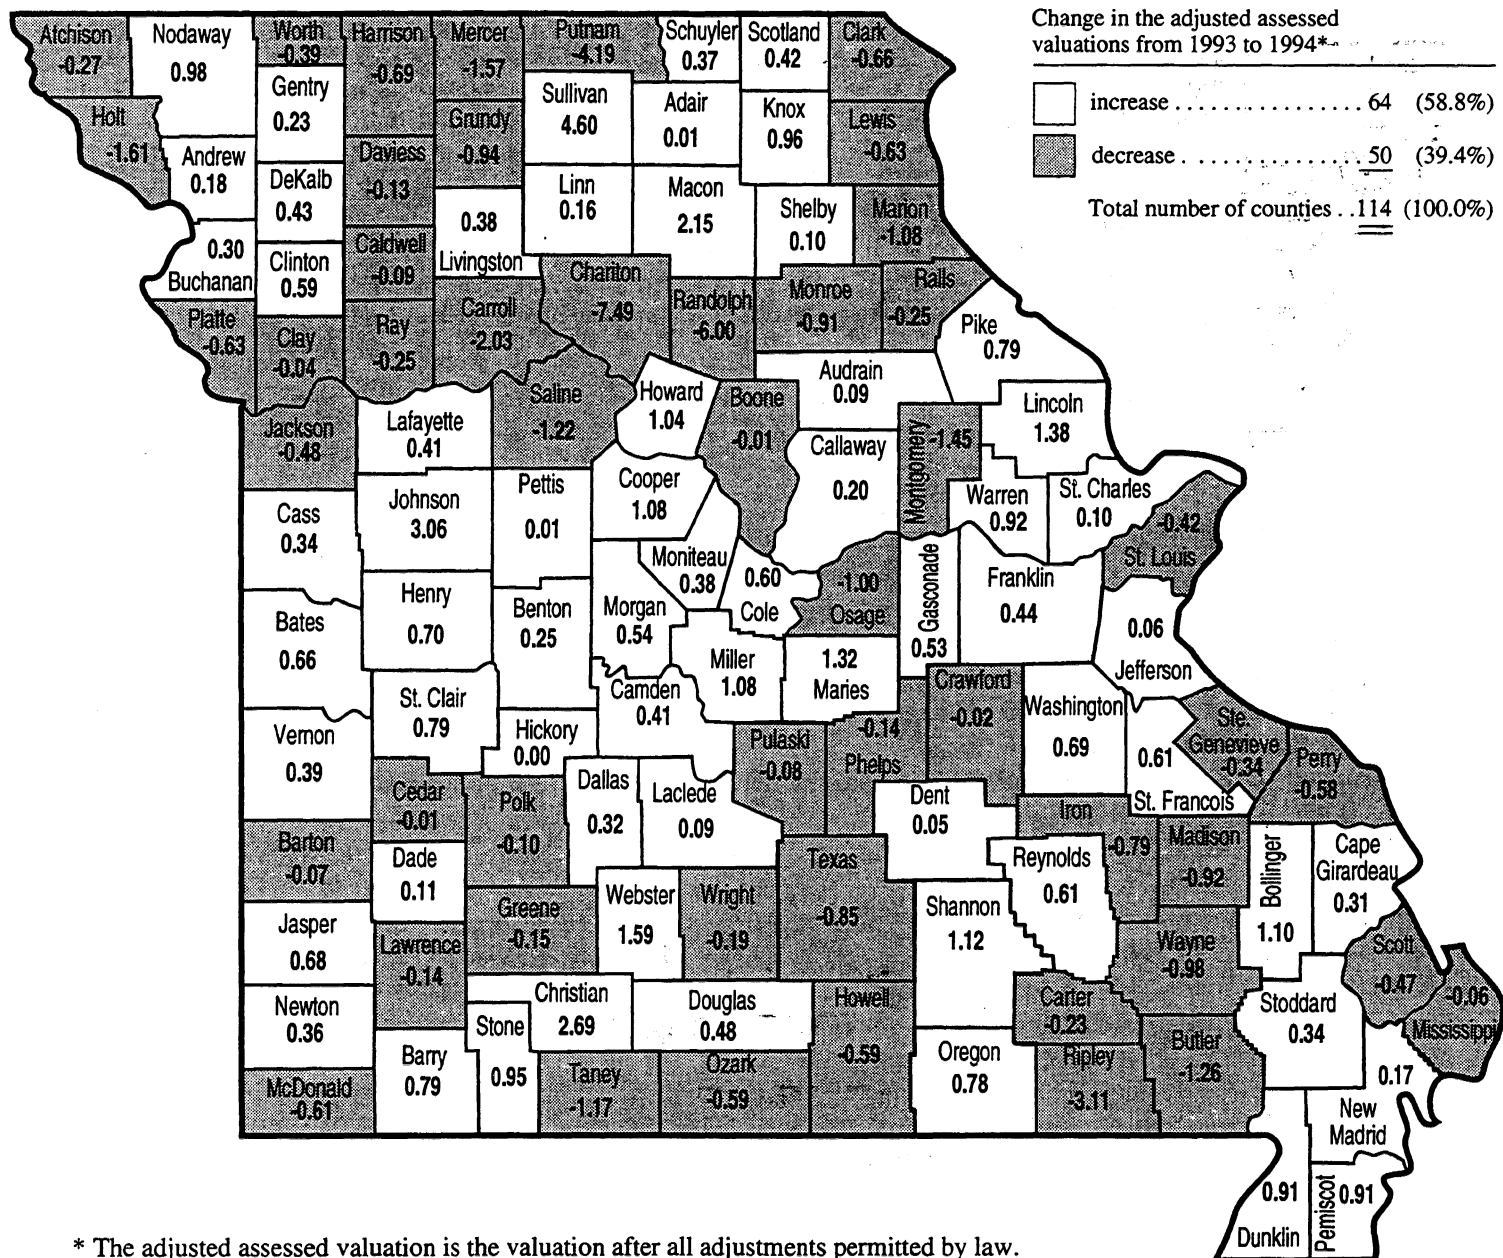 Change in the adjusted assessed
valuations from 1993 to 1994*
increase . . . . . . . . . . . . . . . . 64 (58.8%)
decrease . . . . . . . . . . . . . . . 50 (39.4%)
Total number of counties . . 114 (100.0%)
Atchison
-0.27
Nodaway
0.98
Worth
-0.39
Harrison
-0.69
Mercer
-1.57
Putnam
-4.19
Schuyler
0.37
Scotland
0.42
Clark
-0.66
Gentry
0.23
Sullivan
4.60
Adair
0.01
Knox
0.96
Lewis
-0.63
Holt
-1.61
Andrew
0.18
DeKalb
0.43
Daviess
-0.13
Grundy
-0.94
Linn
0.16
Macon
2.15
Shelby
0.10
Marion
-1.08
0.30
Buchanan
Clinton
0.59
Caldwell
-0.09
0.38
Livingston
Chariton
-7.49
Randolph
-6.00
Monroe
-0.91
Ralls
-0.25
Platte
-0.63
Clay
-0.04
Ray
-0.25
Carroll
-2.03
Pike
0.79
Audrain
0.09
Jackson
-0.48
Lafayette
0.41
Saline
-1.22
Howard
1.04
Boone
-0.01
Callaway
0.20
Montgomery
-1.45
Lincoln
1.38
Cass
0.34
Johnson
3.06
Pettis
0.01
Cooper
1.08
Warren
0.92
St. Charles
0.10
-0.42
St. Louis
Moniteau
0.38
0.60
Cole
-1.00
Osage
Gasconade
0.53
Franklin
0.44
Bates
0.66
Henry
0.70
Benton
0.25
Morgan
0.54
Miller
1.08
1.32
Maries
0.06
Jefferson
St. Clair
0.79
Hickory
0.00
Camden
0.41
Crawford
-0.02
Washington
0.69
Vernon
0.39
Pulaski
-0.08
-0.14
Phelps
0.61
St. Francois
Ste.
Genevieve
-0.34
Perry
-0.58
Cedar
-0.01
Polk
-0.10
Dallas
0.32
Laclede
0.09
Dent
0.05
Iron
-0.79
Madison
-0.92
Barton
-0.07
Dade
0.11
Texas
-0.85
Reynolds
0.61
Bollinger
1.10
Cape
Girardeau
0.31
Jasper
0.68
Lawrence
-0.14
Greene
-0.15
Webster
1.59
Wright
-0.19
Shannon
1.12
Wayne
-0.98
Scott
-0.47
-0.06
Mississippi
Newton
0.36
Christian
2.69
Douglas
0.48
Howell
-0.59
Carter
-0.23
Stoddard
0.34
Stone
0.95
Barry
0.79
McDonald
-0.61
Taney
-1.17
Ozark
-0.59
Oregon
0.78
Ripley
-3.11
Butler
-1.26
0.17
New
Madrid
0.91
Dunklin
Pemiscot
0.91
* The adjusted assessed valuation is the valuation after all adjustments permitted by law.